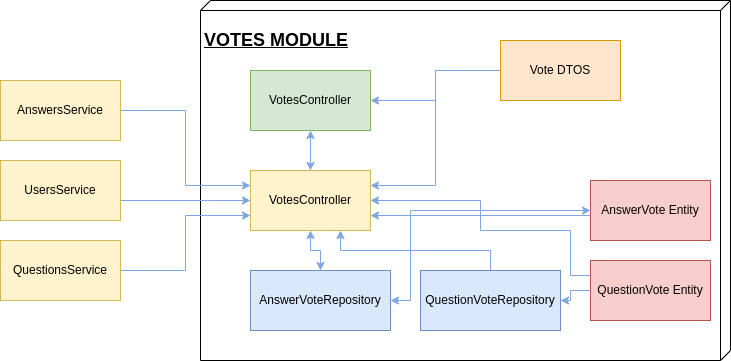 VOTES MODULE
Vote DTOS
VotesController
AnswersService
UsersService
VotesController
AnswerVote Entity
QuestionsService
AnswerVoteRepository
QuestionVoteRepository
QuestionVote Entity